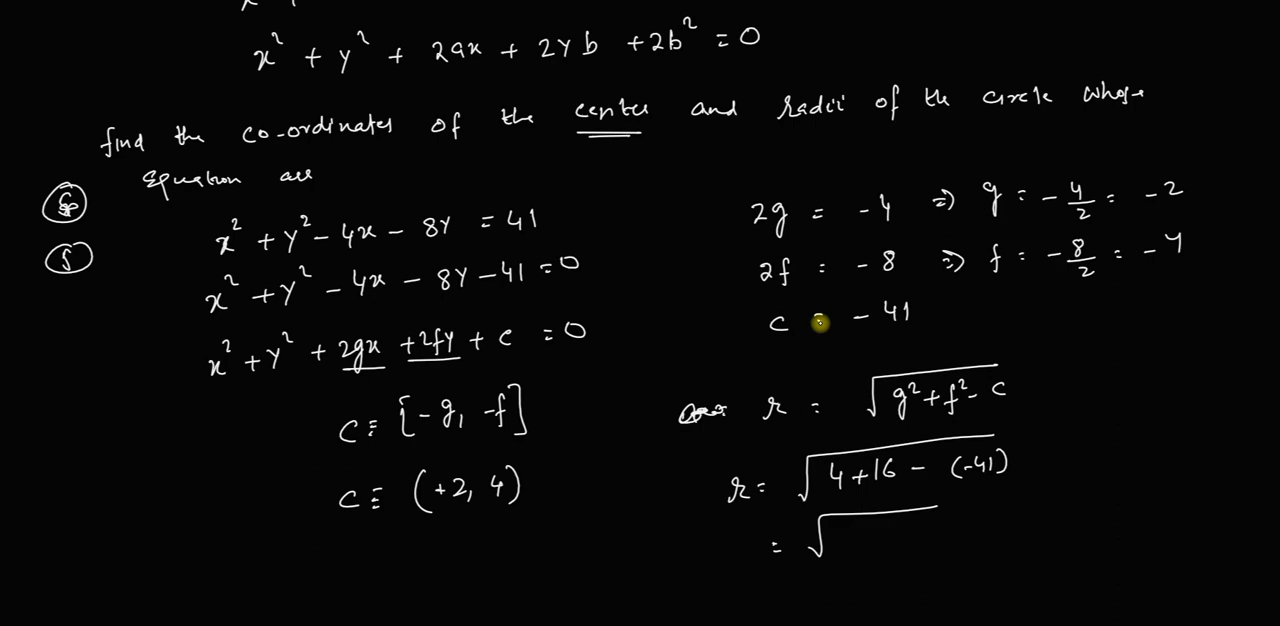 x² + y² + 2ax + 2yb + 2b² = 0
find the co-ordinates of the center and radii of the circle whose
Equation are
5
x² + y² - 4x - 8y = 41
x² + y² - 4x - 8y - 41 = 0
x² + y² + 2gx + 2fy + c = 0
c ≡ [-g, -f]
c ≡ (+2, 4)
2g = -4 ⇒ g = -4/2 = -2
2f = -8 ⇒ f = -8/2 = -4
c = -41
r = √(g² + f² - c)
r = √(4 + 16 - (-41))
= √